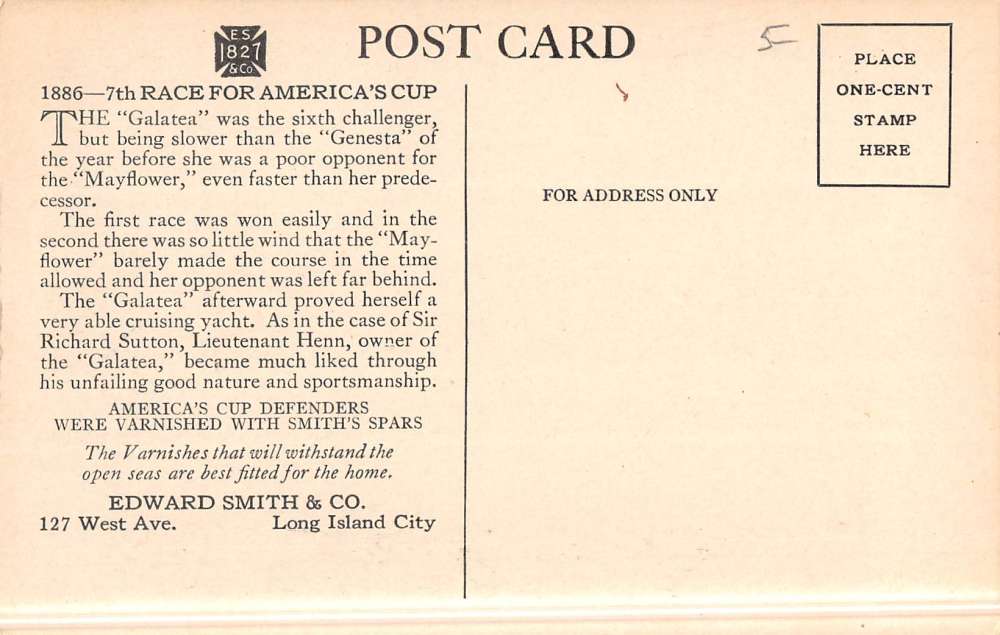 E.S.
1827
& Co
POST CARD
5-
PLACE
ONE-CENT
STAMP
HERE
1886—7th RACE FOR AMERICA'S CUP
THE "Galatea" was the sixth challenger,
but being slower than the "Genesta" of
the year before she was a poor opponent for
the "Mayflower," even faster than her prede-
cessor.
The first race was won easily and in the
second there was so little wind that the "May-
flower" barely made the course in the time
allowed and her opponent was left far behind.
The "Galatea" afterward proved herself a
very able cruising yacht. As in the case of Sir
Richard Sutton, Lieutenant Henn, owner of
the "Galatea," became much liked through
his unfailing good nature and sportsmanship.
AMERICA'S CUP DEFENDERS
WERE VARNISHED WITH SMITH'S SPARS
The Varnishes that will withstand the
open seas are best fitted for the home.
EDWARD SMITH & CO.
127 West Ave. Long Island City
FOR ADDRESS ONLY